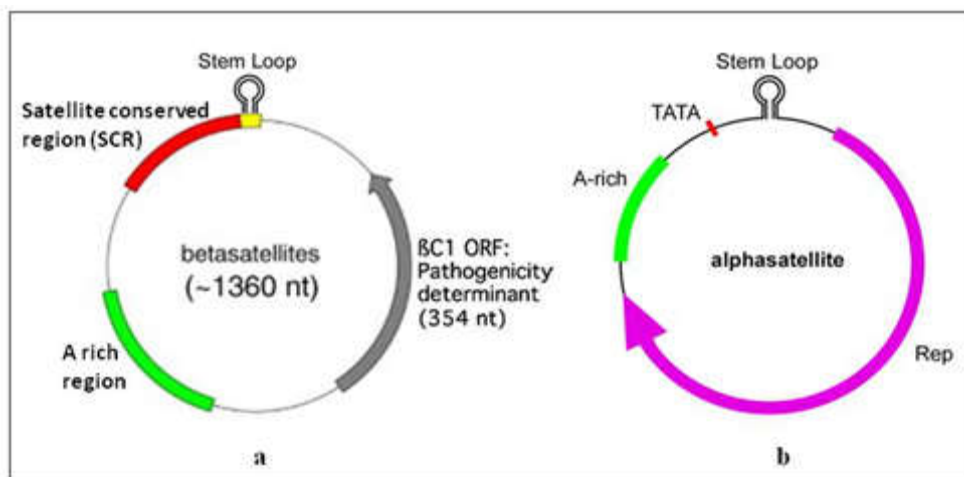 Stem Loop
Satellite conserved
region (SCR)
betasatellites
(~1360 nt)
ßC1 ORF:
Pathogenicity
determinant
(354 nt)
A rich
region
a
Stem Loop
TATA
A-rich
alphasatellite
Rep
b